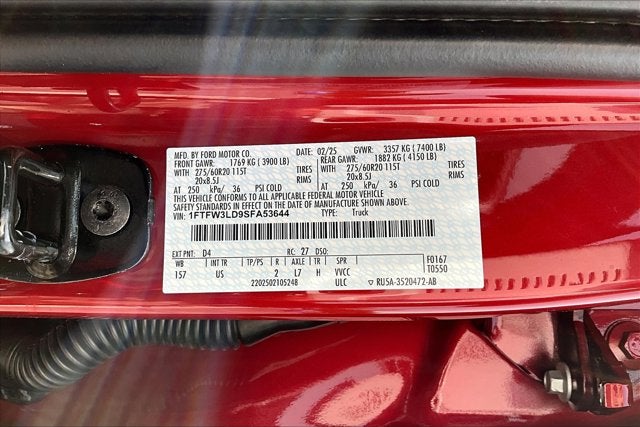 MFD. BY FORD MOTOR CO. DATE: 02/25 GVWR: 3357 KG ( 7400 LB)
FRONT GAWR: 1769 KG ( 3900 LB) REAR GAWR: 1882 KG ( 4150 LB)
WITH WITH
275/60R20 115T TIRES 275/60R20 115T TIRES
20x8.5J RIMS 20x8.5J RIMS
AT 250 kPa/ 36 PSI COLD AT 250 kPa/ 36 PSI COLD
THIS VEHICLE CONFORMS TO ALL APPLICABLE FEDERAL MOTOR VEHICLE
SAFETY STANDARDS IN EFFECT ON THE DATE OF MANUFACTURE SHOWN ABOVE.
VIN: 1FTFW3LD9SFA53644 TYPE: Truck
EXT PNT: D4 RC: 27 DSO: F0167
WB INT TR TP/PS R AXLE TR SPR T0550
157 US 2 L7 H VVCC
2202502105248 ULC ▽ RU5A-3520472-AB